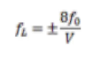 f_L = ± 8f_0 / V